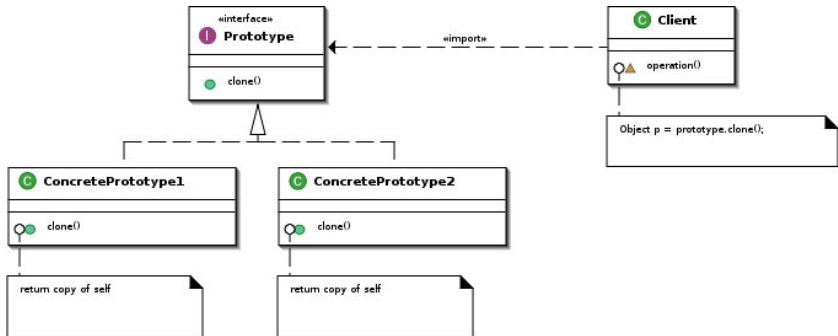 «interface»
I Prototype
clone()
«import»
C Client
operation()
Object p = prototype.clone();
C ConcretePrototype1
clone()
return copy of self
C ConcretePrototype2
clone()
return copy of self